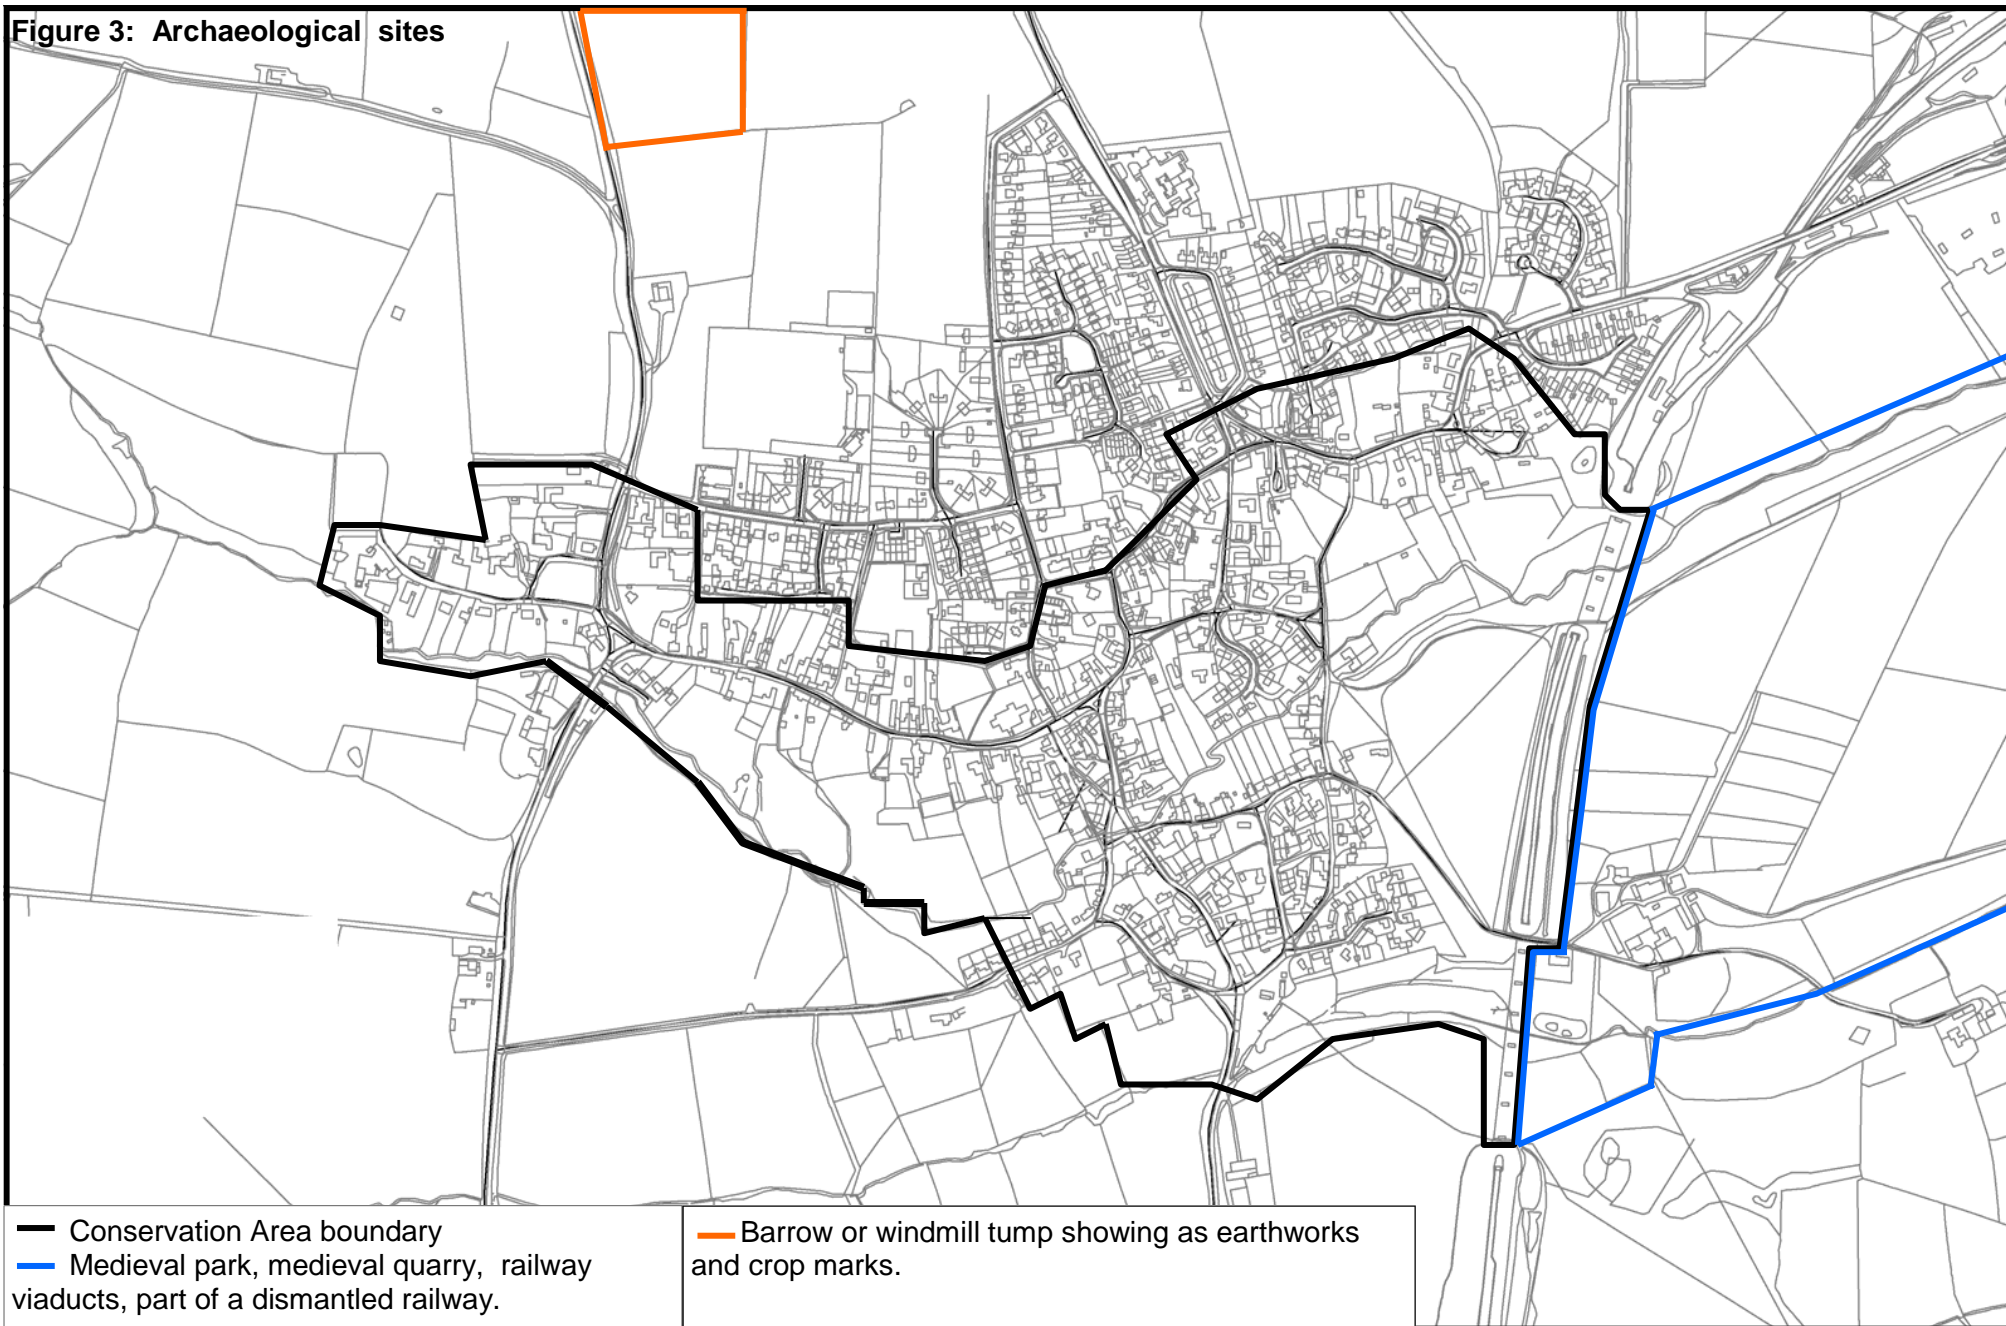 Figure 3: Archaeological sites
Conservation Area boundary
Medieval park, medieval quarry, railway
viaducts, part of a dismantled railway.
Barrow or windmill tump showing as earthworks
and crop marks.